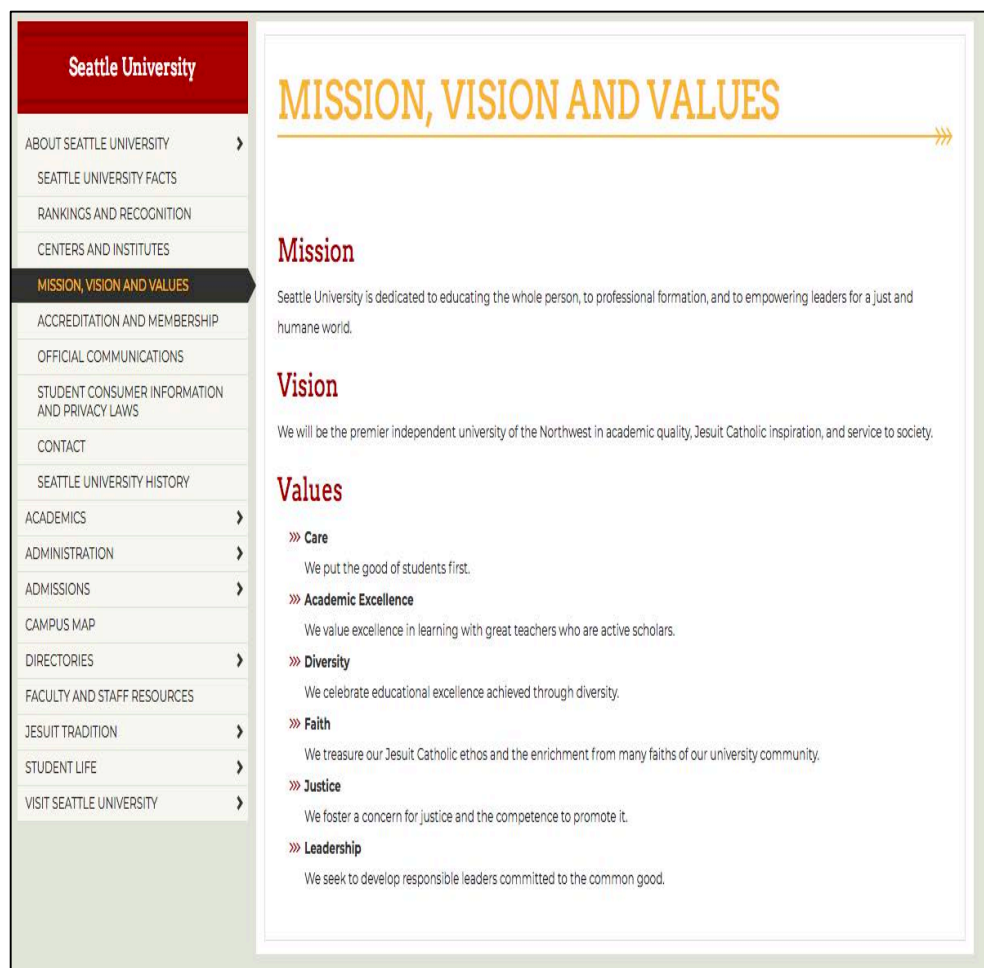 Seattle University
ABOUT SEATTLE UNIVERSITY
SEATTLE UNIVERSITY FACTS
RANKINGS AND RECOGNITION
CENTERS AND INSTITUTES
MISSION, VISION AND VALUES
ACCREDITATION AND MEMBERSHIP
OFFICIAL COMMUNICATIONS
STUDENT CONSUMER INFORMATION
AND PRIVACY LAWS
CONTACT
SEATTLE UNIVERSITY HISTORY
ACADEMICS
ADMINISTRATION
ADMISSIONS
CAMPUS MAP
DIRECTORIES
FACULTY AND STAFF RESOURCES
JESUIT TRADITION
STUDENT LIFE
VISIT SEATTLE UNIVERSITY
MISSION, VISION AND VALUES
Mission
Seattle University is dedicated to educating the whole person, to professional formation, and to empowering leaders for a just and
humane world.
Vision
We will be the premier independent university of the Northwest in academic quality, Jesuit Catholic inspiration, and service to society.
Values
Care
We put the good of students first.
Academic Excellence
We value excellence in learning with great teachers who are active scholars.
Diversity
We celebrate educational excellence achieved through diversity.
Faith
We treasure our Jesuit Catholic ethos and the enrichment from many faiths of our university community.
Justice
We foster a concern for justice and the competence to promote it.
Leadership
We seek to develop responsible leaders committed to the common good.